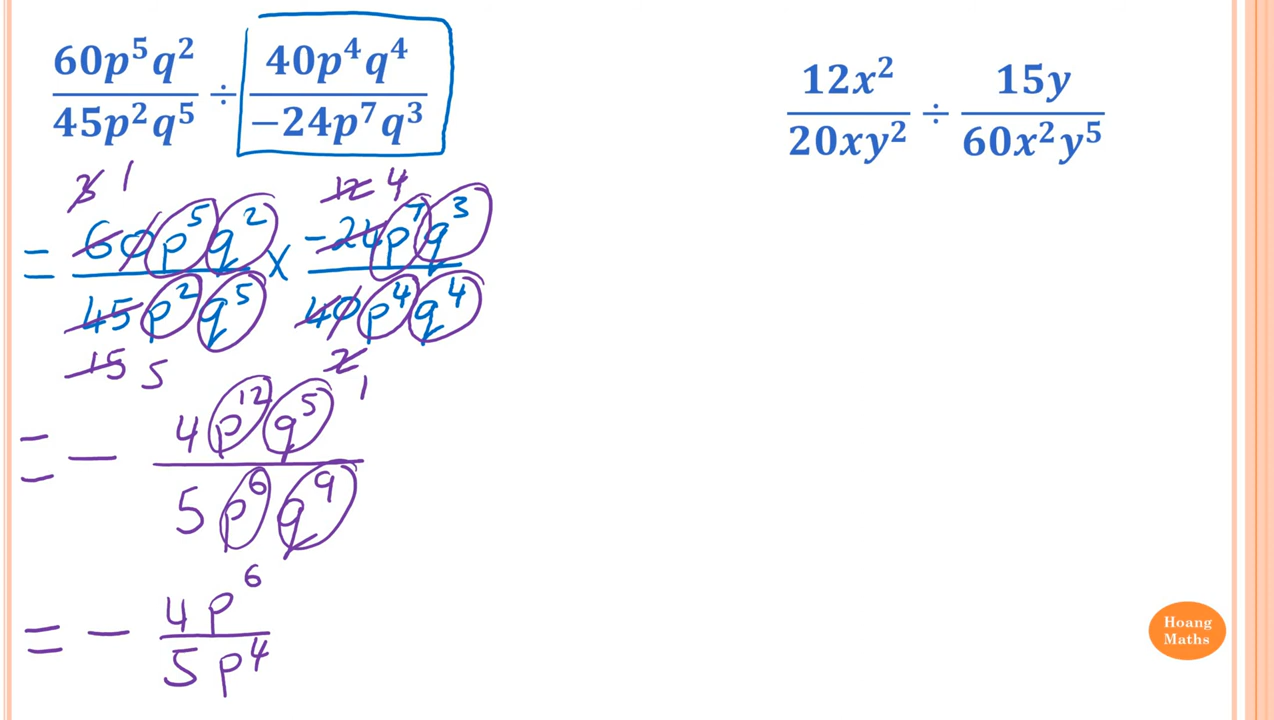 60p⁵q²/45p²q⁵ ÷ 40p⁴q⁴/−24p⁷q³
3 1 12 4
= 60p⁵q²/45p²q⁵ × −24p⁷q³/40p⁴q⁴
15 5 2 1
= − 4p¹²q⁵/5p⁶q⁹
= − 4p⁶/5p⁴
12x²/20xy² ÷ 15y/60x²y⁵
Hoang
Maths